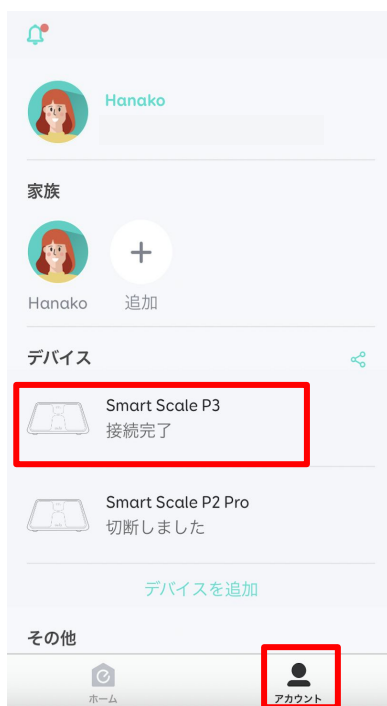 Hanako
家族
Hanako
追加
デバイス
Smart Scale P3
接続完了
Smart Scale P2 Pro
切断しました
デバイスを追加
その他
ホーム
アカウント